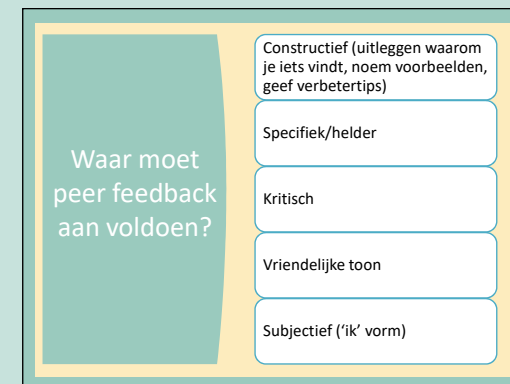 Waar moet
peer feedback
aan voldoen?
Constructief (uitleggen waarom
je iets vindt, noem voorbeelden,
geef verbetertips)
Specifiek/helder
Kritisch
Vriendelijke toon
Subjectief (‘ik’ vorm)